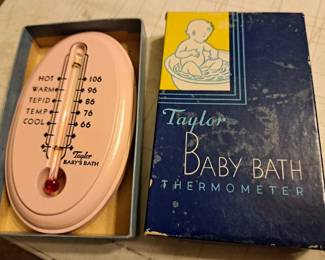 HOT 106
WARM 96
TEPID 86
TEMP 76
COOL 66
Taylor
BABY'S BATH
Taylor
BABY BATH
THERMOMETER